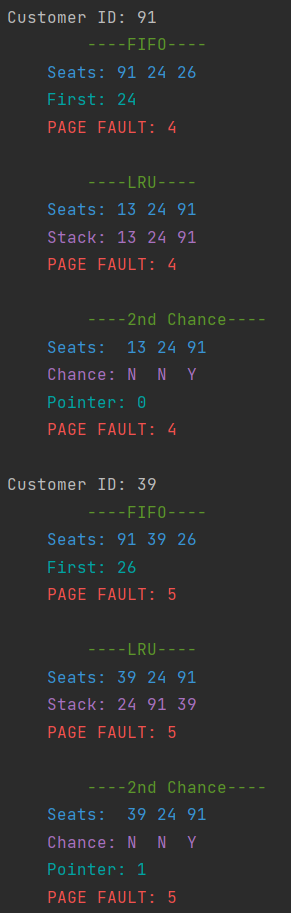 Customer ID: 91
----FIFO----
Seats: 91 24 26
First: 24
PAGE FAULT: 4
----LRU----
Seats: 13 24 91
Stack: 13 24 91
PAGE FAULT: 4
----2nd Chance----
Seats:  13 24 91
Chance: N  N  Y
Pointer: 0
PAGE FAULT: 4
Customer ID: 39
----FIFO----
Seats: 91 39 26
First: 26
PAGE FAULT: 5
----LRU----
Seats: 39 24 91
Stack: 24 91 39
PAGE FAULT: 5
----2nd Chance----
Seats:  39 24 91
Chance: N  N  Y
Pointer: 1
PAGE FAULT: 5